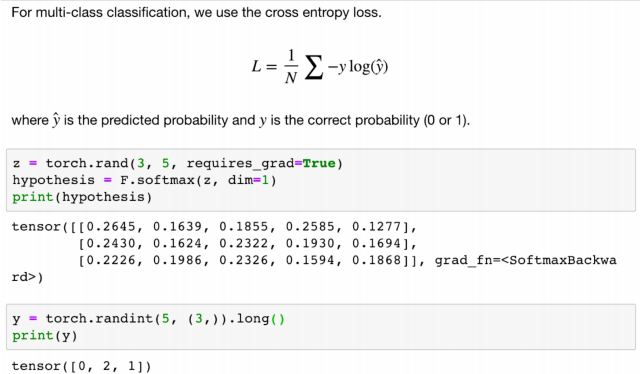 For multi-class classification, we use the cross entropy loss.
L = 1/N ∑ −y log(ŷ)
where ŷ is the predicted probability and y is the correct probability (0 or 1).
z = torch.rand(3, 5, requires_grad=True)
hypothesis = F.softmax(z, dim=1)
print(hypothesis)
tensor([[0.2645, 0.1639, 0.1855, 0.2585, 0.1277],
        [0.2430, 0.1624, 0.2322, 0.1930, 0.1694],
        [0.2226, 0.1986, 0.2326, 0.1594, 0.1868]], grad_fn=<SoftmaxBackwa
rd>)
y = torch.randint(5, (3,)).long()
print(y)
tensor([0, 2, 1])